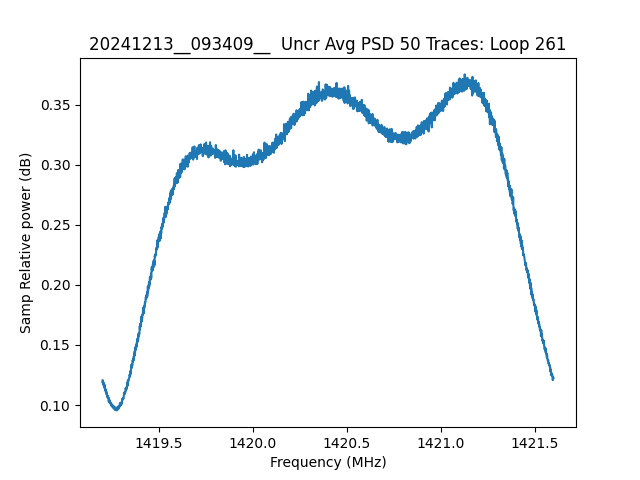 20241213__093409__  Uncr Avg PSD 50 Traces: Loop 261
Samp Relative power (dB)
0.35
0.30
0.25
0.20
0.15
0.10
1419.5 1420.0 1420.5 1421.0 1421.5
Frequency (MHz)